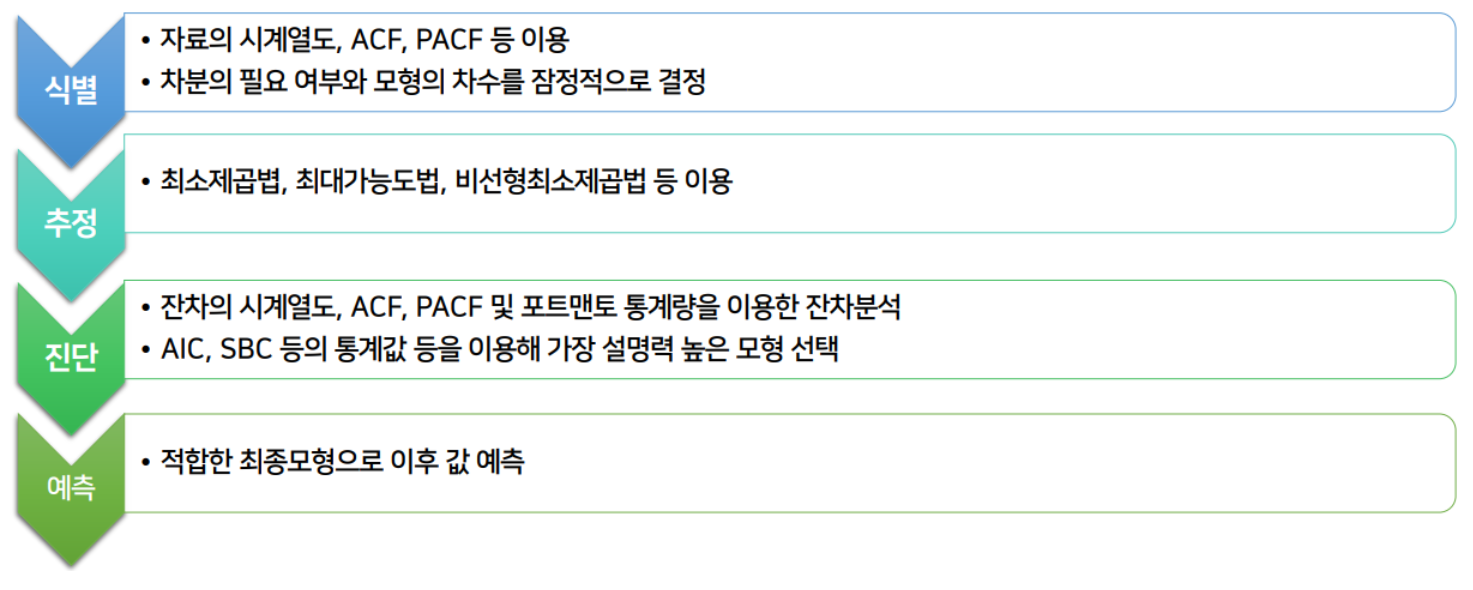 식별
• 자료의 시계열도, ACF, PACF 등 이용
• 차분의 필요 여부와 모형의 차수를 잠정적으로 결정
추정
• 최소제곱볍, 최대가능도법, 비선형최소제곱법 등 이용
진단
• 잔차의 시계열도, ACF, PACF 및 포트맨토 통계량을 이용한 잔차분석
• AIC, SBC 등의 통계값 등을 이용해 가장 설명력 높은 모형 선택
예측
• 적합한 최종모형으로 이후 값 예측